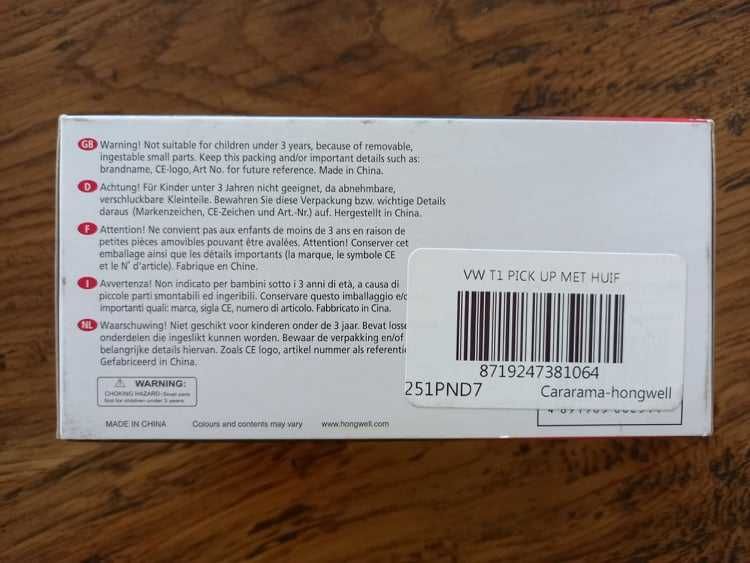 GB Warning! Not suitable for children under 3 years, because of removable,
ingestable small parts. Keep this packing and/or important details such as:
brandname, CE-logo, Art No. for future reference. Made in China.
D Achtung! Für Kinder unter 3 Jahren nicht geeignet, da abnehmbare,
verschluckbare Kleinteile. Bewahren Sie diese Verpackung bzw. wichtige Details
daraus (Markenzeichen, CE-Zeichen und Art.-Nr.) auf. Hergestellt in China.
F Attention! Ne convient pas aux enfants de moins de 3 ans en raison de
petites pièces amovibles pouvant être avalées. Attention! Conserver cet
emballage ainsi que les détails importants (la marque, le symbole CE
et le N° d'article). Fabrique en Chine.
I Avvertenza! Non indicato per bambini sotto i 3 anni di età, a causa di
piccole parti smontabili ed ingeribili. Conservare questo imballaggio e/o
importanti quali: marca, sigla CE, numero di articolo. Fabbricato in Cina.
NL Waarschuwing! Niet geschikt voor kinderen onder de 3 jaar. Bevat losse
onderdelen die ingeslikt kunnen worden. Bewaar de verpakking en/of
belangrijke details hiervan. Zoals CE logo, artikel nummer als referentie
Gefabriceerd in China.
WARNING:
CHOKING HAZARD-Small parts
Not for children under 3 years.
MADE IN CHINA Colours and contents may vary www.hongwell.com
VW T1 PICK UP MET HUIF
8719247381064
251PND7 Cararama-hongwell